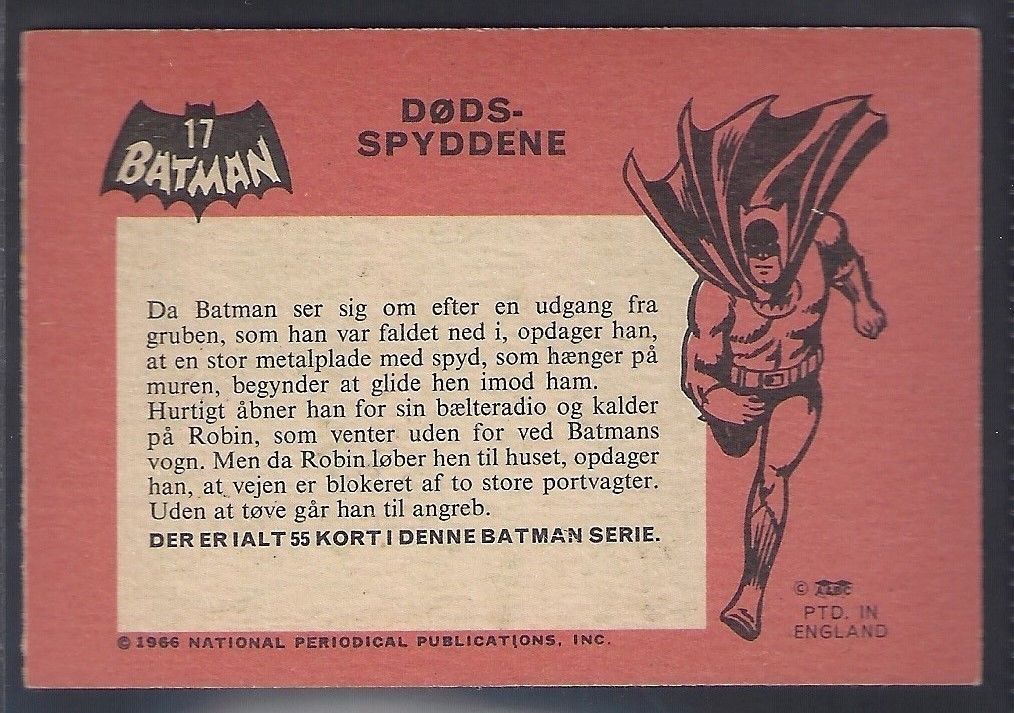 17
BATMAN
DØDS-
SPYDDENE
Da Batman ser sig om efter en udgang fra
gruben, som han var faldet ned i, opdager han,
at en stor metalplade med spyd, som hænger på
muren, begynder at glide hen imod ham.
Hurtigt åbner han for sin bælteradio og kalder
på Robin, som venter uden for ved Batmans
vogn. Men da Robin løber hen til huset, opdager
han, at vejen er blokeret af to store portvagter.
Uden at tøve går han til angreb.
DER ER IALT 55 KORT I DENNE BATMAN SERIE.
© A&BC
PTD. IN
ENGLAND
© 1966 NATIONAL PERIODICAL PUBLICATIONS, INC.